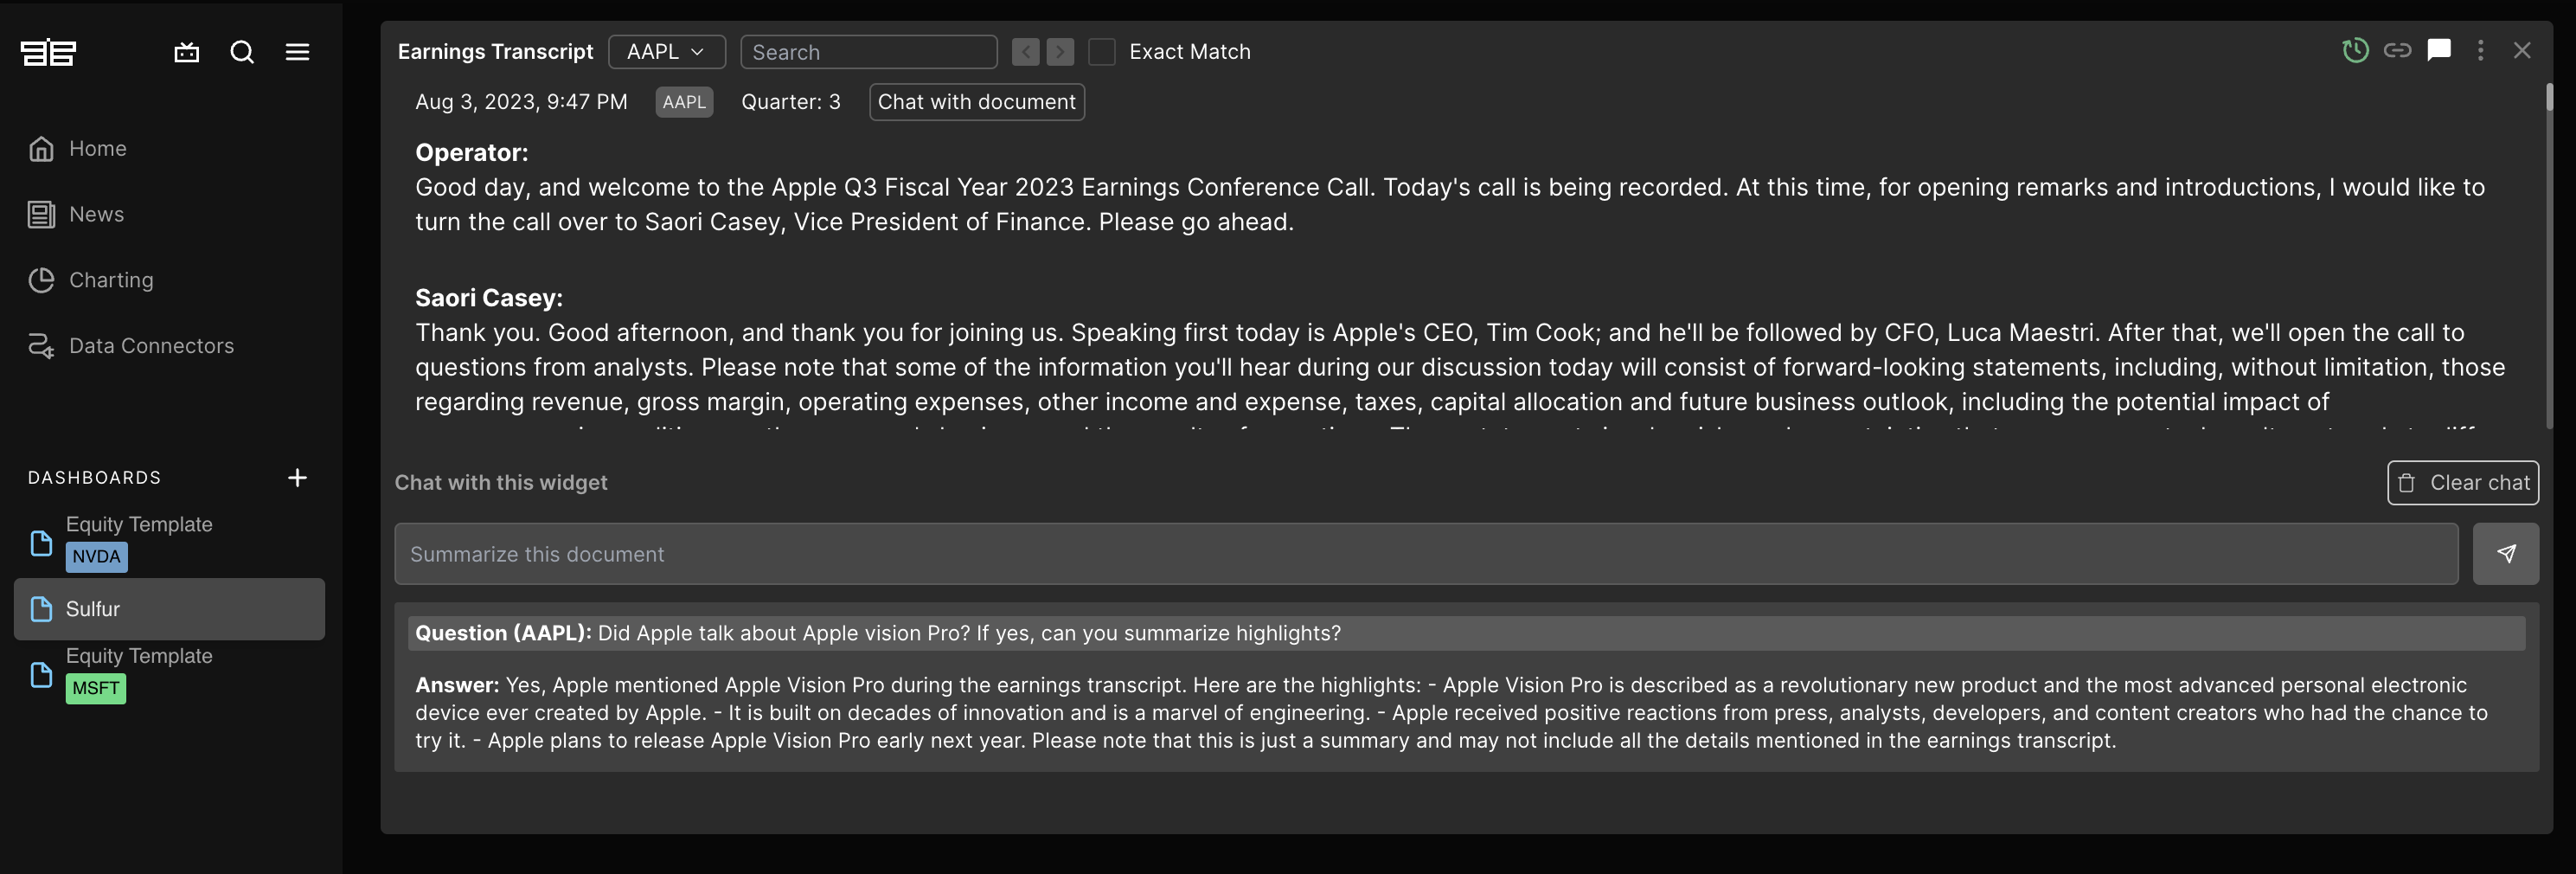 Home
News
Charting
Data Connectors
DASHBOARDS
Equity Template
NVDA
Sulfur
Equity Template
MSFT
Earnings Transcript AAPL Search Exact Match
Aug 3, 2023, 9:47 PM AAPL Quarter: 3 Chat with document
Operator:
Good day, and welcome to the Apple Q3 Fiscal Year 2023 Earnings Conference Call. Today's call is being recorded. At this time, for opening remarks and introductions, I would like to
turn the call over to Saori Casey, Vice President of Finance. Please go ahead.
Saori Casey:
Thank you. Good afternoon, and thank you for joining us. Speaking first today is Apple's CEO, Tim Cook; and he'll be followed by CFO, Luca Maestri. After that, we'll open the call to
questions from analysts. Please note that some of the information you'll hear during our discussion today will consist of forward-looking statements, including, without limitation, those
regarding revenue, gross margin, operating expenses, other income and expense, taxes, capital allocation and future business outlook, including the potential impact of
Chat with this widget Clear chat
Summarize this document
Question (AAPL): Did Apple talk about Apple vision Pro? If yes, can you summarize highlights?
Answer: Yes, Apple mentioned Apple Vision Pro during the earnings transcript. Here are the highlights: - Apple Vision Pro is described as a revolutionary new product and the most advanced personal electronic
device ever created by Apple. - It is built on decades of innovation and is a marvel of engineering. - Apple received positive reactions from press, analysts, developers, and content creators who had the chance to
try it. - Apple plans to release Apple Vision Pro early next year. Please note that this is just a summary and may not include all the details mentioned in the earnings transcript.